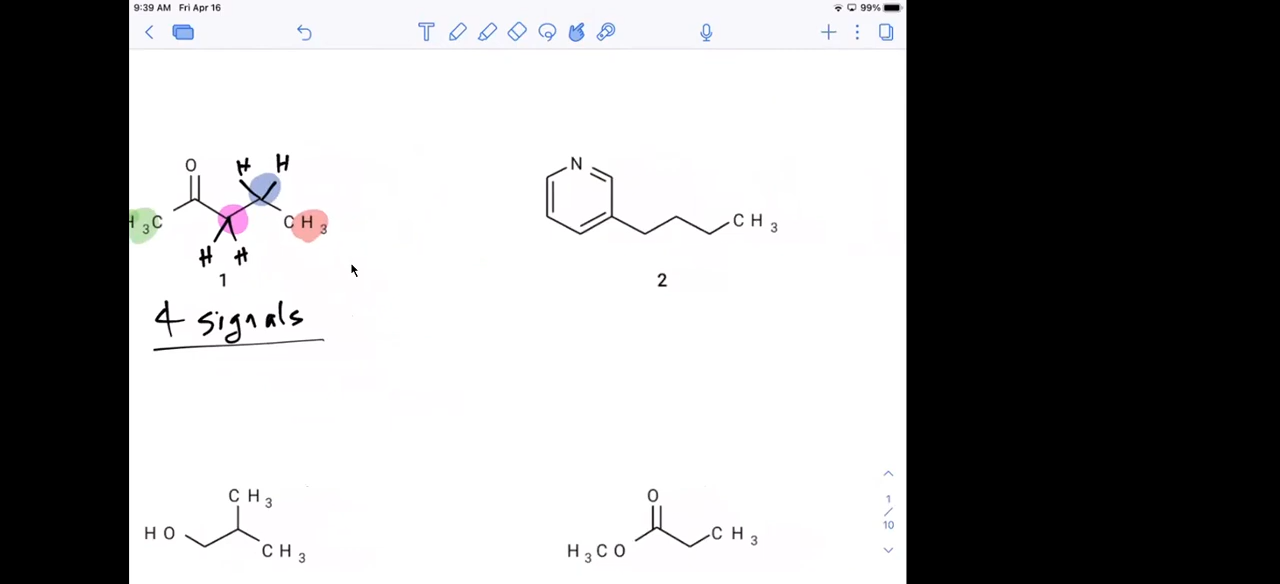 9:39 AM Fri Apr 16 99%
T
O H H N
H3C CH3 CH3
H H
1 2
4 signals
1
/
10
CH3 O
HO CH3
CH3 H3CO